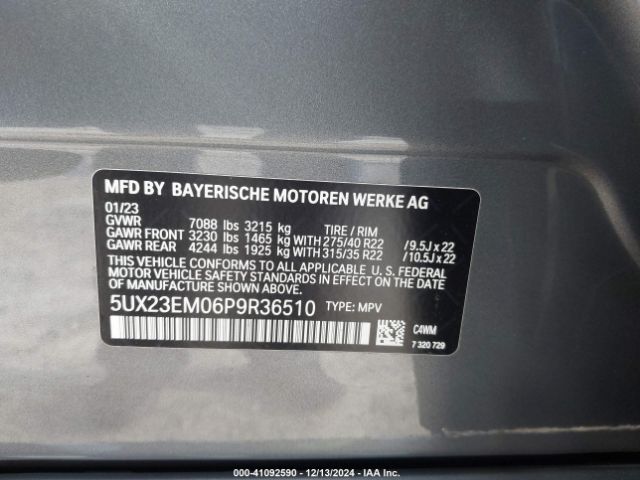 MFD BY BAYERISCHE MOTOREN WERKE AG
01/23
GVWR 7088 lbs 3215 kg TIRE / RIM
GAWR FRONT 3230 lbs 1465 kg WITH 275/40 R22 / 9.5J x 22
GAWR REAR 4244 lbs 1925 kg WITH 315/35 R22 / 10.5J x 22
THIS VEHICLE CONFORMS TO ALL APPLICABLE U. S. FEDERAL
MOTOR VEHICLE SAFETY STANDARDS IN EFFECT ON THE DATE
OF MANUFACTURE SHOWN ABOVE.
5UX23EM06P9R36510 TYPE: MPV
C4WM
7 320 729
000-41092590 - 12/13/2024 - IAA Inc.